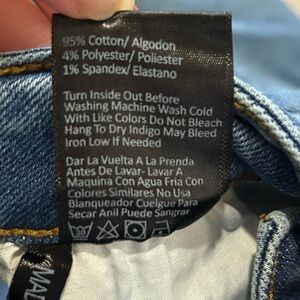 95% Cotton/ Algodon
4% Polyester/ Poliester
1% Spandex/ Elastano
Turn Inside Out Before
Washing Machine Wash Cold
With Like Colors Do Not Bleach
Hang To Dry Indigo May Bleed
Iron Low If Needed
Dar La Vuelta A La Prenda
Antes De Lavar- Lavar A
Maquina Con Agua Fria Con
Colores Similares No Usa
Blanqueador Cuelgue Para
Secar Anil Puede Sangrar
MAD